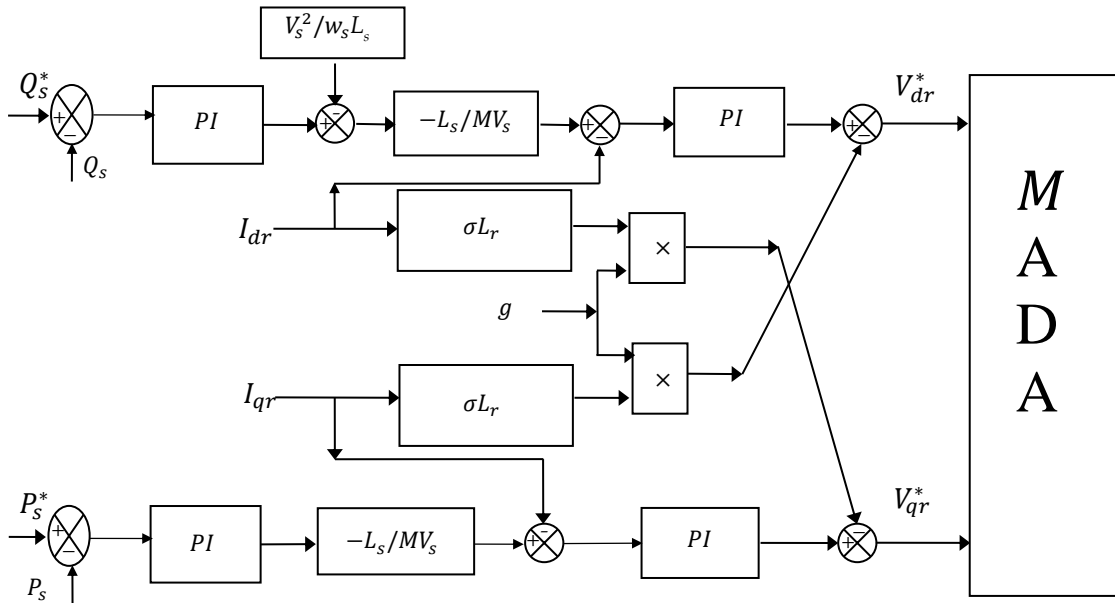 V_s^2/w_sL_s
Q_s^*
+
−
Q_s
PI
-
+
−L_s/MV_s
+
−
PI
+
−
V_dr^*
I_dr
σL_r
×
g
×
I_qr
σL_r
P_s^*
+
−
P_s
PI
−L_s/MV_s
+
-
PI
+
−
V_qr^*
M
A
D
A